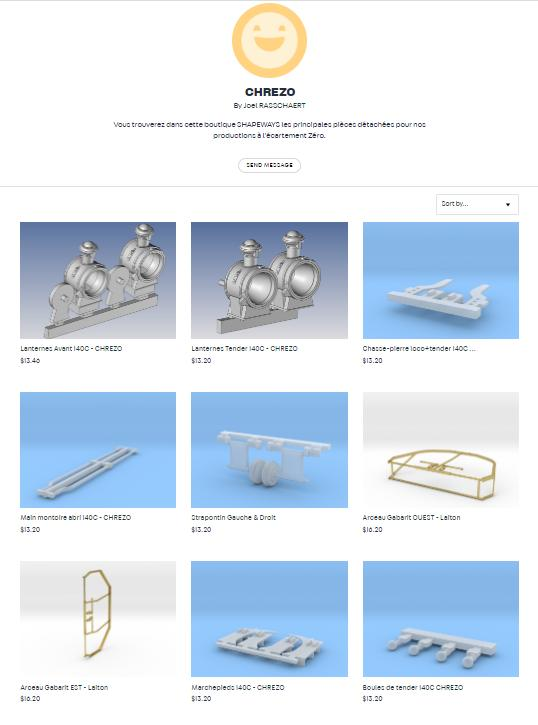 CHREZO
By Joel RASSCHAERT
Vous trouverez dans cette boutique SHAPEWAYS les principales pièces détachées pour nos
productions à l'écartement Zéro.
SEND MESSAGE
Sort by...
Lanternes Avant 140C - CHREZO
$13.46
Lanternes Tender 140C - CHREZO
$13.20
Chasse-pierre loco+tender 140C ...
$13.20
Main montoire abri 140C - CHREZO
$13.20
Strapontin Gauche & Droit
$13.20
Arceau Gabarit OUEST - Laiton
$16.20
Arceau Gabarit EST - Laiton
$16.20
Marchepieds 140C - CHREZO
$13.20
Boules de tender 140C CHREZO
$13.20